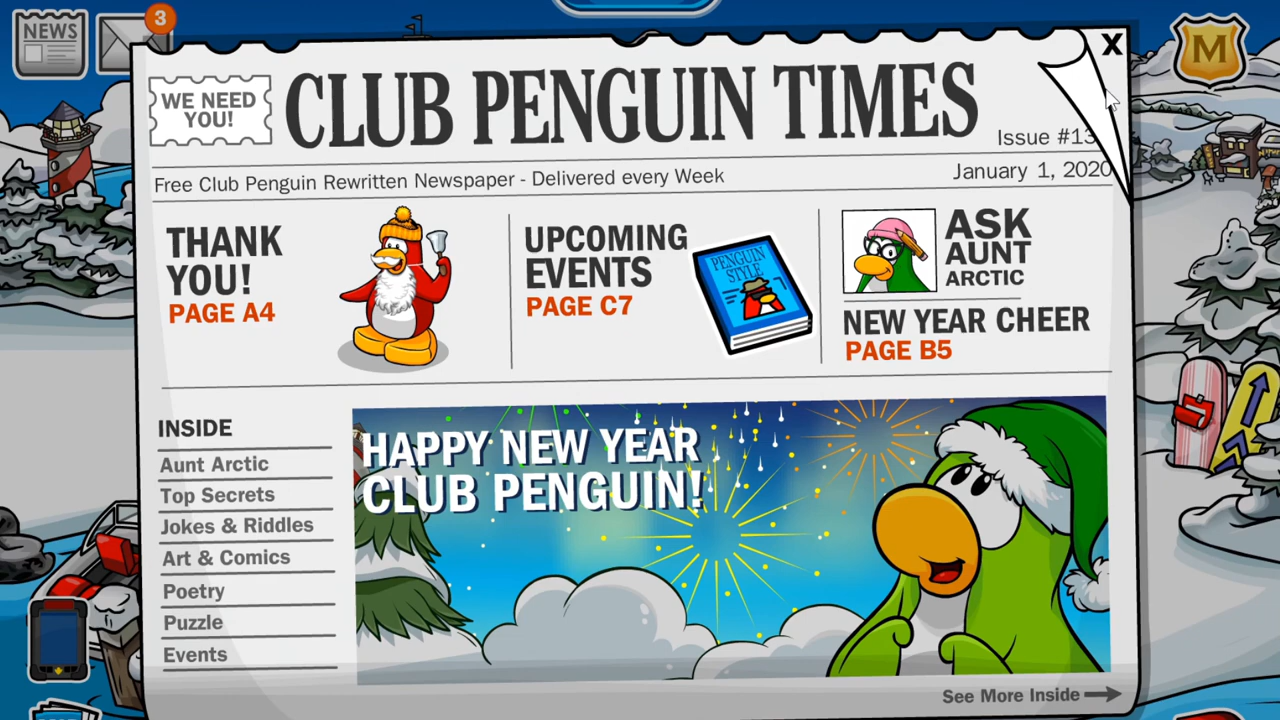 NEWS
3
M
WE NEED
YOU!
CLUB PENGUIN TIMES
Issue #13
January 1, 2020
Free Club Penguin Rewritten Newspaper - Delivered every Week
THANK
YOU!
PAGE A4
UPCOMING
EVENTS
PAGE C7
PENGUIN
STYLE
ASK
AUNT
ARCTIC
NEW YEAR CHEER
PAGE B5
INSIDE
Aunt Arctic
Top Secrets
Jokes & Riddles
Art & Comics
Poetry
Puzzle
Events
HAPPY NEW YEAR
CLUB PENGUIN!
See More Inside
X